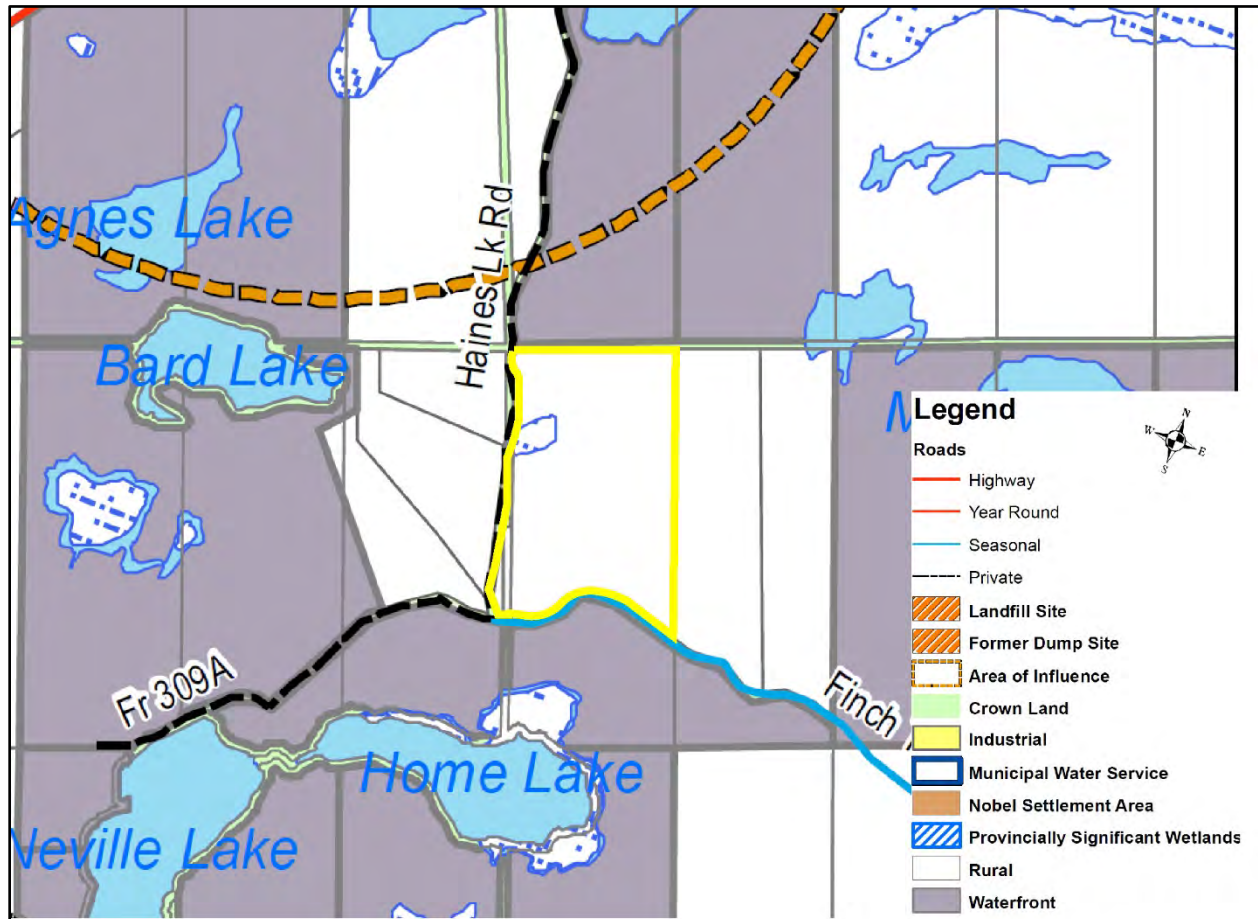 Agnes Lake
Haines Lk Rd
Bard Lake
M
Fr 309A
Finch
Home Lake
Neville Lake
Legend
N
W
E
S
Roads
Highway
Year Round
Seasonal
Private
Landfill Site
Former Dump Site
Area of Influence
Crown Land
Industrial
Municipal Water Service
Nobel Settlement Area
Provincially Significant Wetlands
Rural
Waterfront